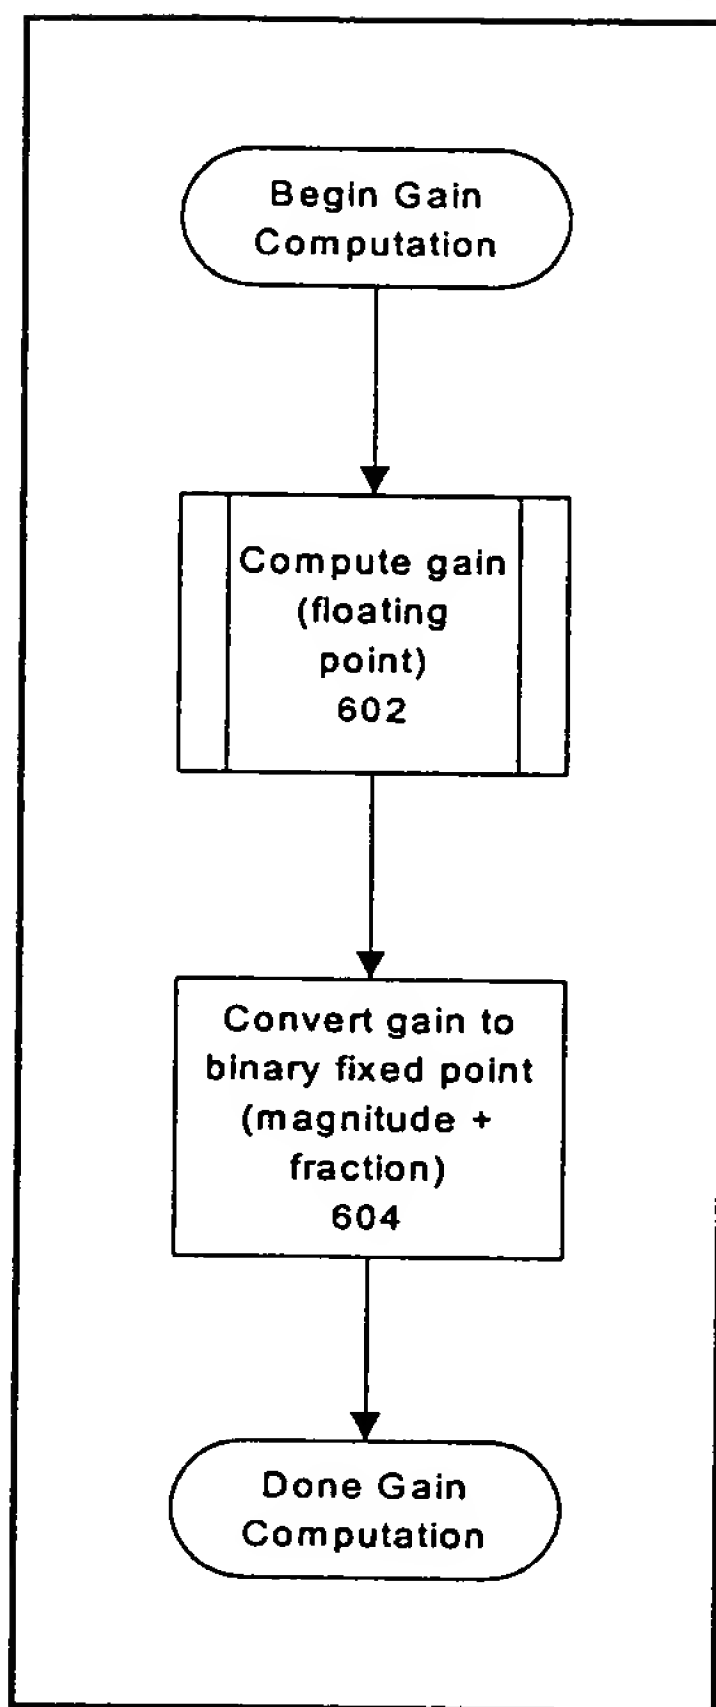 Begin Gain
Computation
Compute gain
(floating
point)
602
Convert gain to
binary fixed point
(magnitude +
fraction)
604
Done Gain
Computation